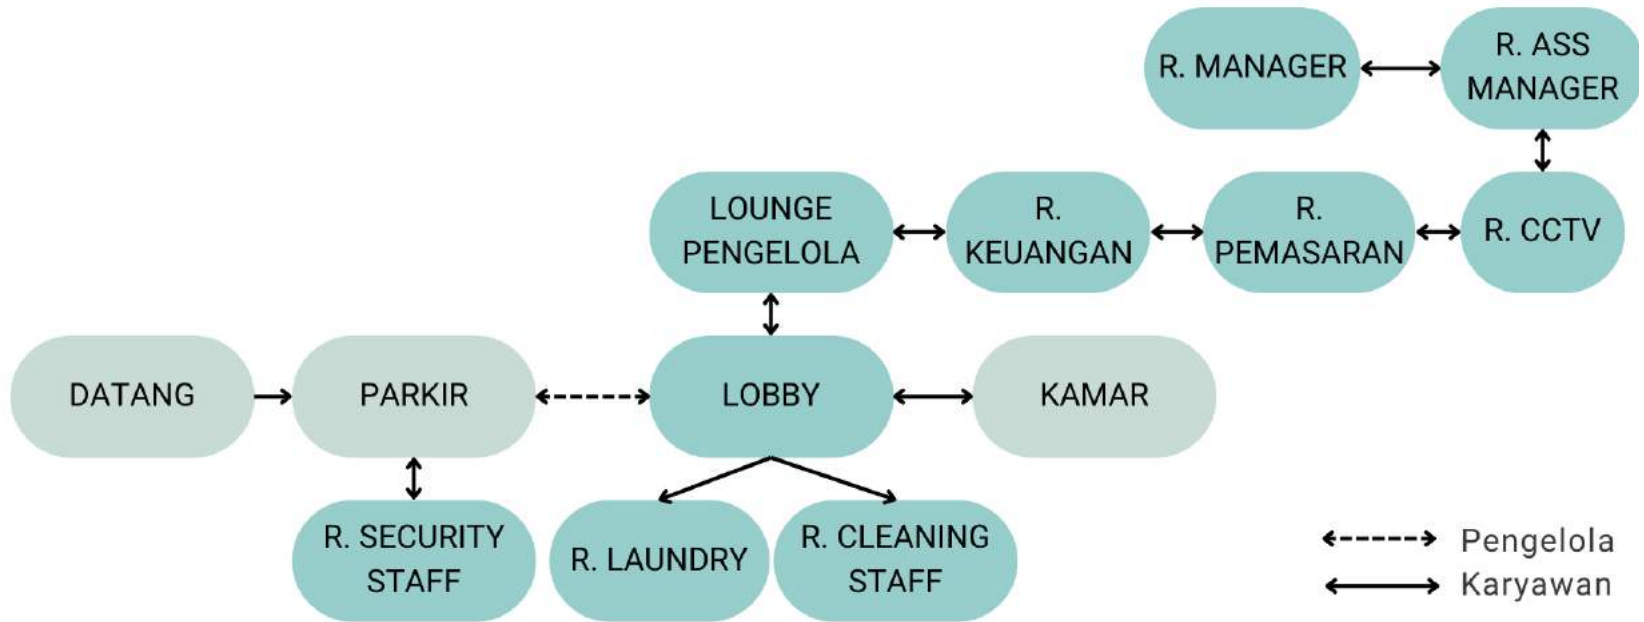 R. MANAGER
R. ASS
MANAGER
LOUNGE
PENGELOLA
R.
KEUANGAN
R.
PEMASARAN
R. CCTV
DATANG
PARKIR
LOBBY
KAMAR
R. SECURITY
STAFF
R. LAUNDRY
R. CLEANING
STAFF
Pengelola
Karyawan